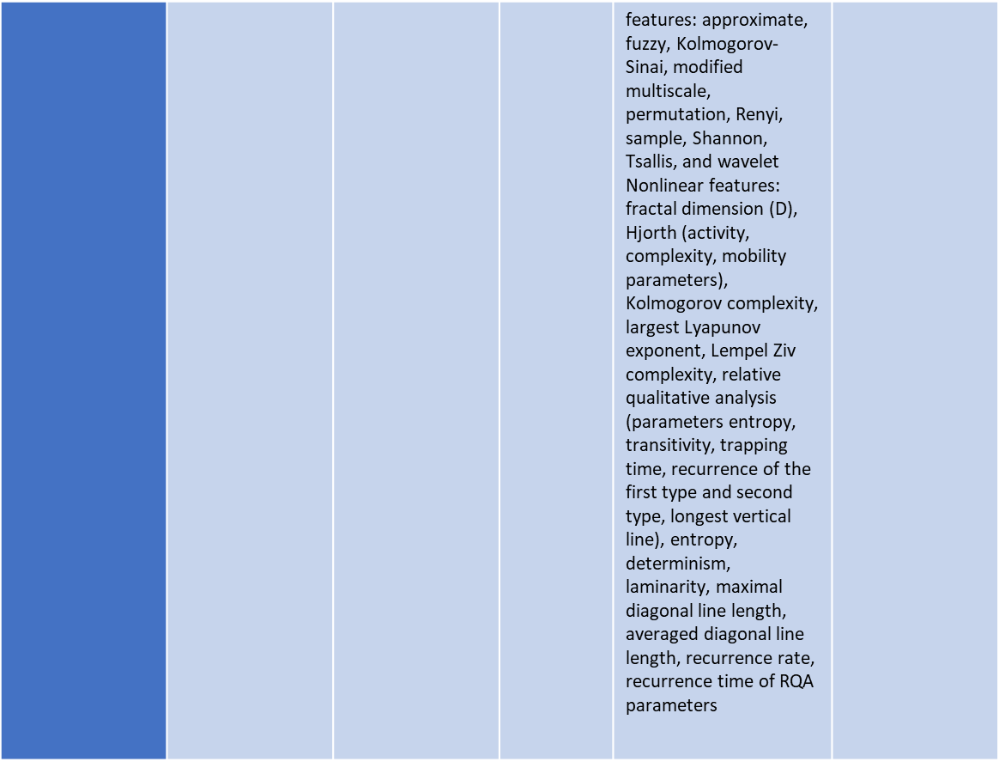 features: approximate,
fuzzy, Kolmogorov-
Sinai, modified
multiscale,
permutation, Renyi,
sample, Shannon,
Tsallis, and wavelet
Nonlinear features:
fractal dimension (D),
Hjorth (activity,
complexity, mobility
parameters),
Kolmogorov complexity,
largest Lyapunov
exponent, Lempel Ziv
complexity, relative
qualitative analysis
(parameters entropy,
transitivity, trapping
time, recurrence of the
first type and second
type, longest vertical
line), entropy,
determinism,
laminarity, maximal
diagonal line length,
averaged diagonal line
length, recurrence rate,
recurrence time of RQA
parameters